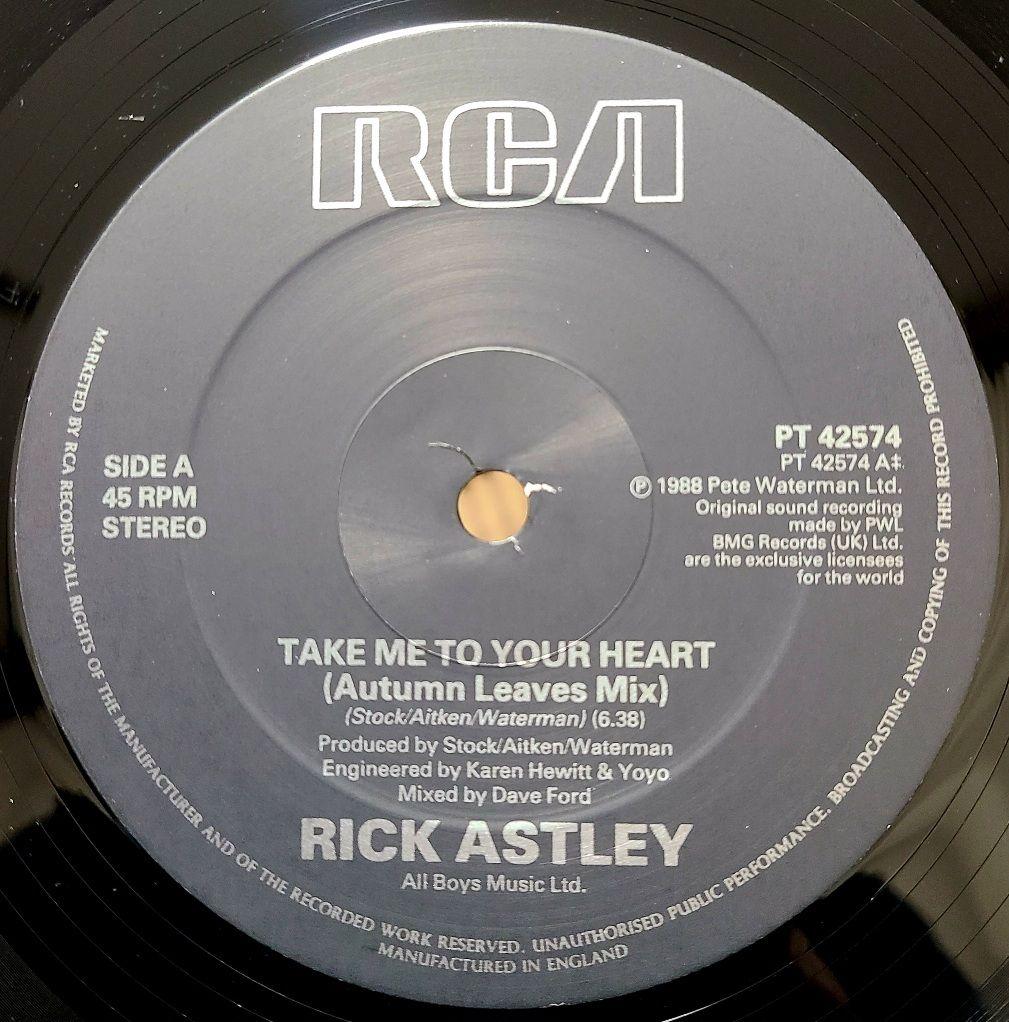 RCA
SIDE A
45 RPM
STEREO
PT 42574
PT 42574 A‡
℗ 1988 Pete Waterman Ltd.
Original sound recording
made by PWL
BMG Records (UK) Ltd.
are the exclusive licensees
for the world
TAKE ME TO YOUR HEART
(Autumn Leaves Mix)
(Stock/Aitken/Waterman) (6.38)
Produced by Stock/Aitken/Waterman
Engineered by Karen Hewitt & Yoyo
Mixed by Dave Ford
RICK ASTLEY
All Boys Music Ltd.
MARKETED BY RCA RECORDS ALL RIGHTS OF THE MANUFACTURER AND OF THE RECORDED WORK RESERVED. UNAUTHORISED PUBLIC PERFORMANCE. BROADCASTING AND COPYING OF THIS RECORD PROHIBITED
MANUFACTURED IN ENGLAND